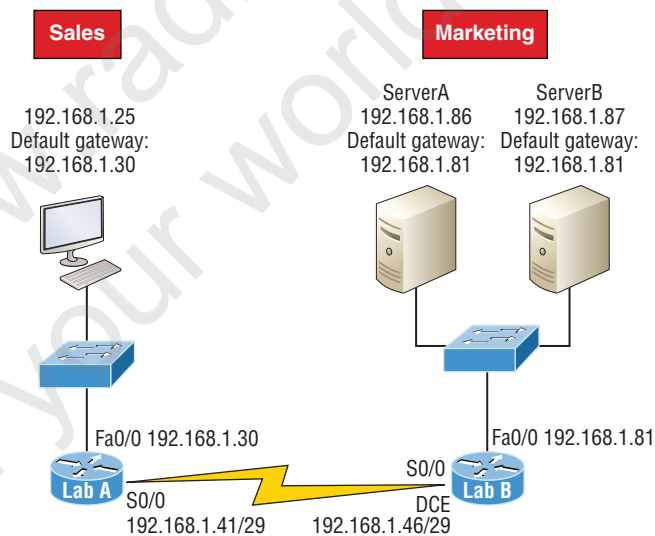 Sales
Marketing
192.168.1.25
Default gateway:
192.168.1.30
ServerA
192.168.1.86
Default gateway:
192.168.1.81
ServerB
192.168.1.87
Default gateway:
192.168.1.81
Fa0/0 192.168.1.30
Fa0/0 192.168.1.81
Lab A
S0/0
192.168.1.41/29
S0/0
DCE
192.168.1.46/29
Lab B